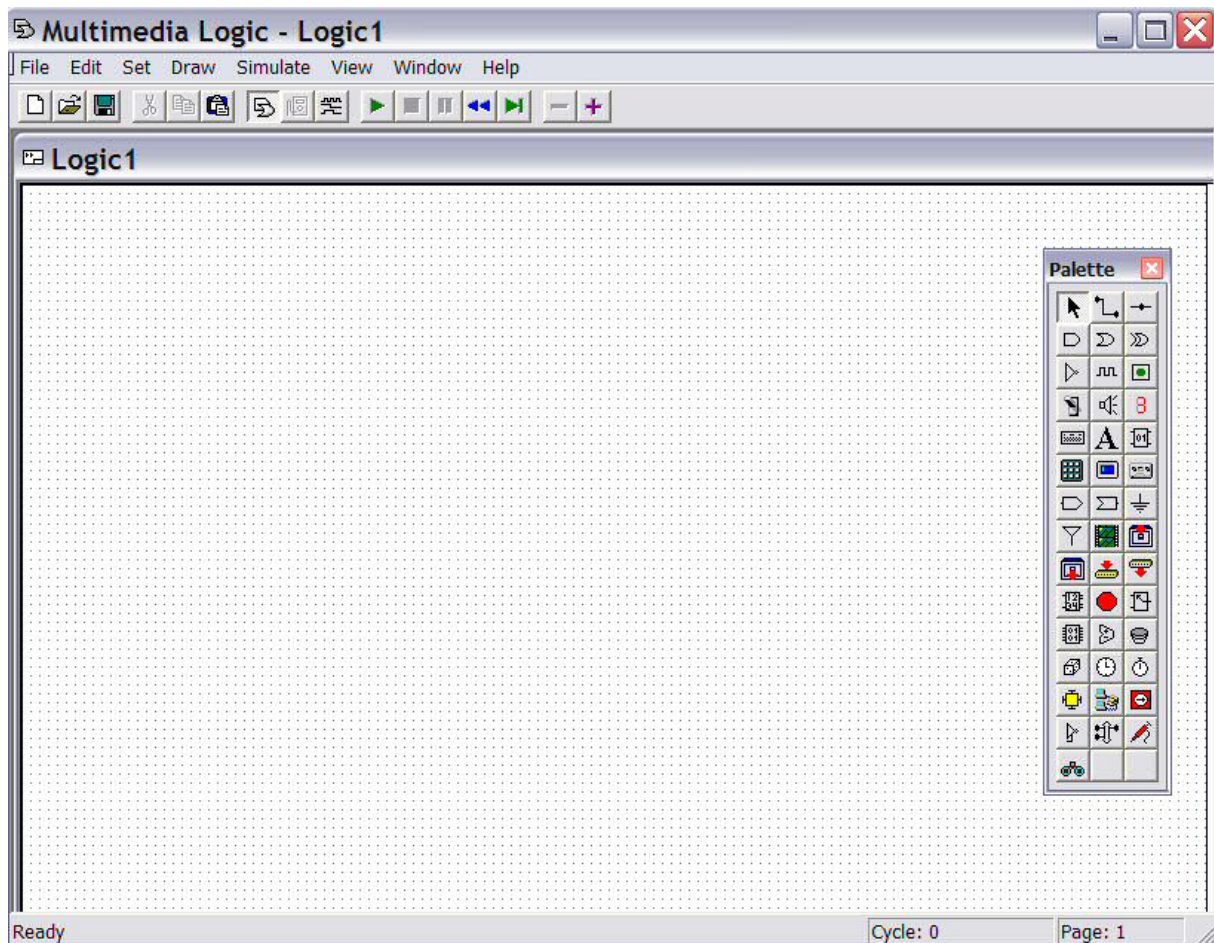 Multimedia Logic - Logic1
File Edit Set Draw Simulate View Window Help
Logic1
Palette
Ready Cycle: 0 Page: 1